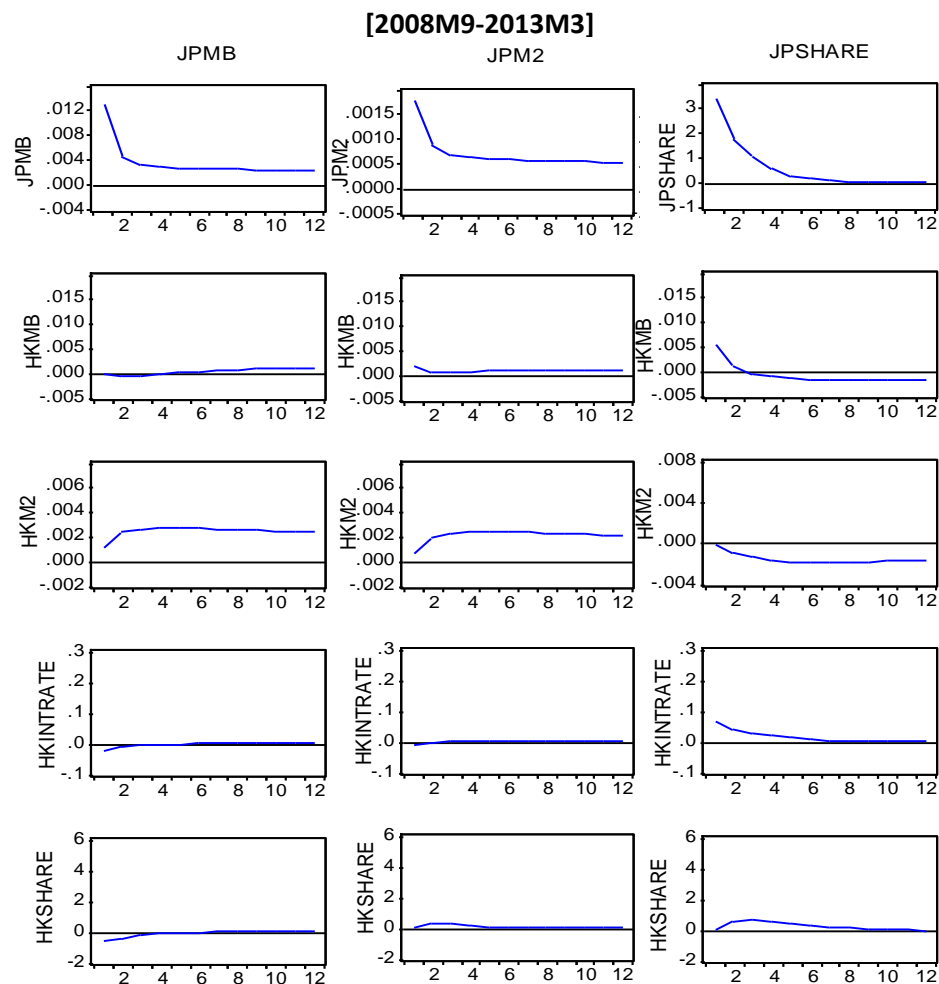 [2008M9-2013M3]
JPMB JPM2 JPSHARE
JPMB
.012
.008
.004
.000
-.004
2 4 6 8 10 12
JPM2
.0015
.0010
.0005
.0000
-.0005
2 4 6 8 10 12
JPSHARE
3
2
1
0
-1
2 4 6 8 10 12
HKMB
.015
.010
.005
.000
-.005
2 4 6 8 10 12
HKMB
.015
.010
.005
.000
-.005
2 4 6 8 10 12
HKMB
.015
.010
.005
.000
-.005
2 4 6 8 10 12
HKM2
.006
.004
.002
.000
-.002
2 4 6 8 10 12
HKM2
.006
.004
.002
.000
-.002
2 4 6 8 10 12
HKM2
.008
.004
.000
-.004
2 4 6 8 10 12
HKINTRATE
.3
.2
.1
.0
-.1
2 4 6 8 10 12
HKINTRATE
.3
.2
.1
.0
-.1
2 4 6 8 10 12
HKINTRATE
.3
.2
.1
.0
-.1
2 4 6 8 10 12
HKSHARE
6
4
2
0
-2
2 4 6 8 10 12
HKSHARE
6
4
2
0
-2
2 4 6 8 10 12
HKSHARE
6
4
2
0
-2
2 4 6 8 10 12